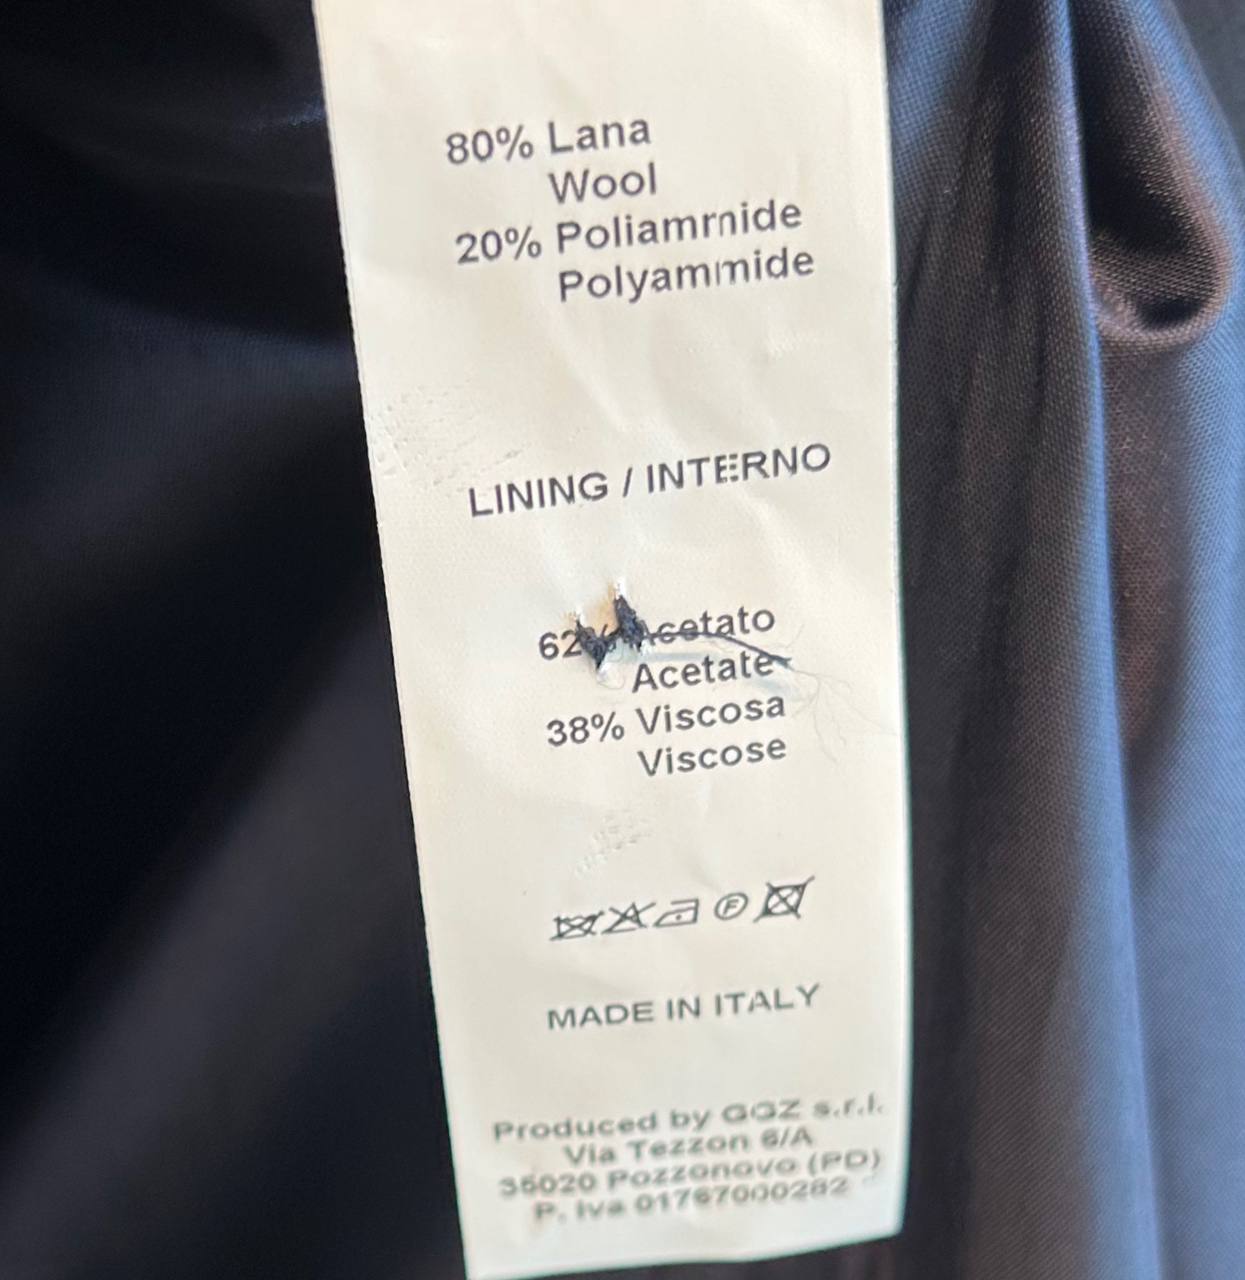 80% Lana
Wool
20% Poliamrnide
Polyammide
LINING / INTERNO
62% Acetato
Acetate
38% Viscosa
Viscose
F
MADE IN ITALY
Produced by GGZ s.r.l.
Via Tezzon 6/A
35020 Pozzonovo (PD)
P. Iva 01767000282